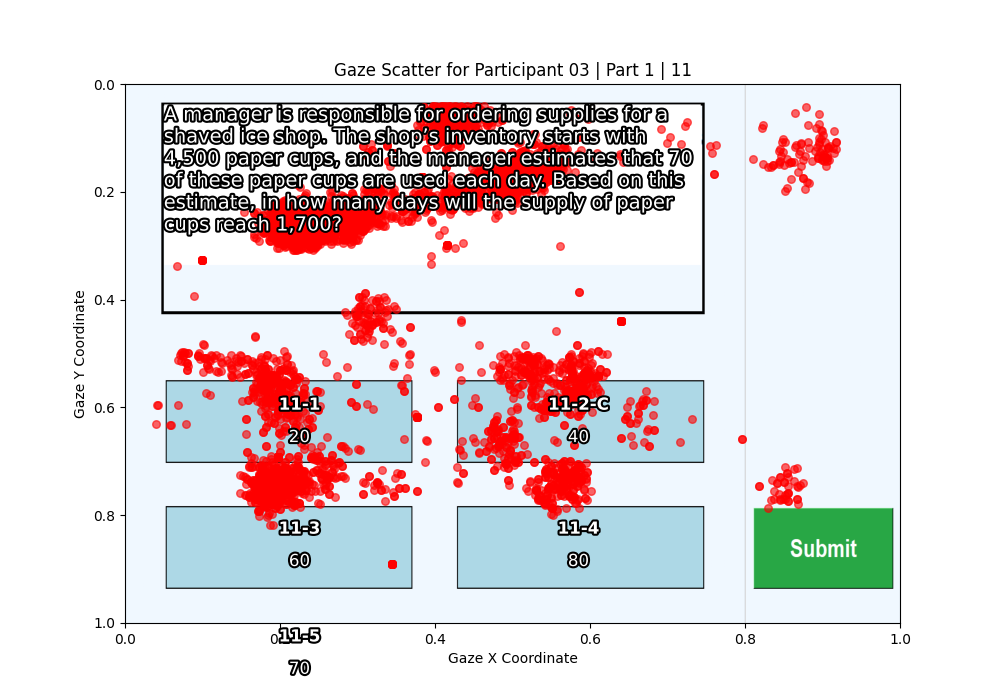 Gaze Scatter for Participant 03 | Part 1 | 11
A manager is responsible for ordering supplies for a
shaved ice shop. The shop's inventory starts with
4,500 paper cups, and the manager estimates that 70
of these paper cups are used each day. Based on this
estimate, in how many days will the supply of paper
cups reach 1,700?
11-1
20
11-2-C
40
11-3
60
11-4
80
Submit
11-5
70
0.0
0.2
0.4
0.6
0.8
1.0
Gaze Y Coordinate
0.0
0.2
0.4
0.6
0.8
1.0
Gaze X Coordinate